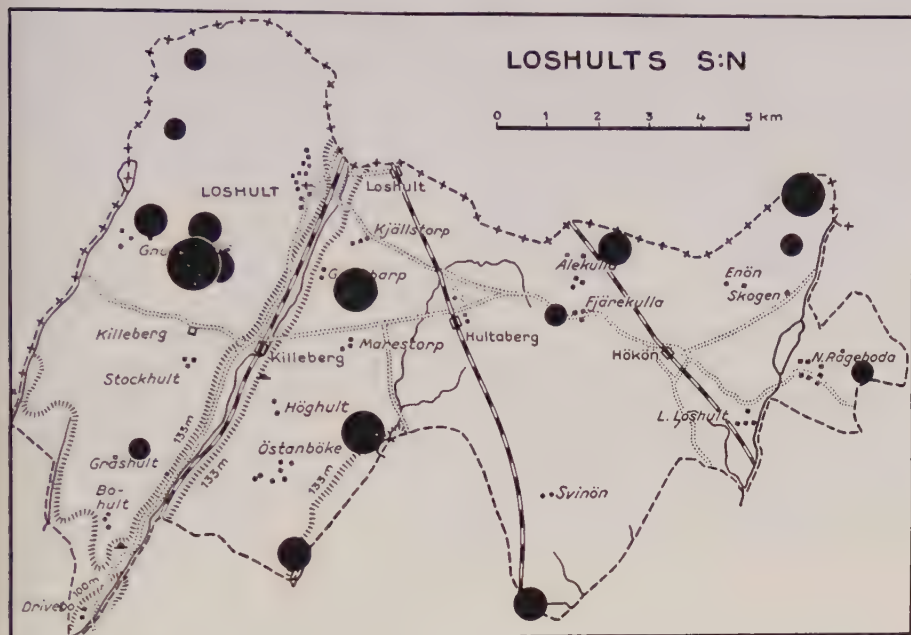 LOSHULTS S:N
0 1 2 3 4 5 km
LOSHULT
Loshult
Kjällstorp
Älekulla
Enön
Skogen
Fjärekulla
Killeberg
Killeberg
Marestorp
Hultaberg
Hökön
N. Rågeboda
Stockhult
Höghult
L. Loshult
133 m
Östanböke
133 m
133 m
Gråshult
Bo-
hult
Svinön
100 m
Drivebo